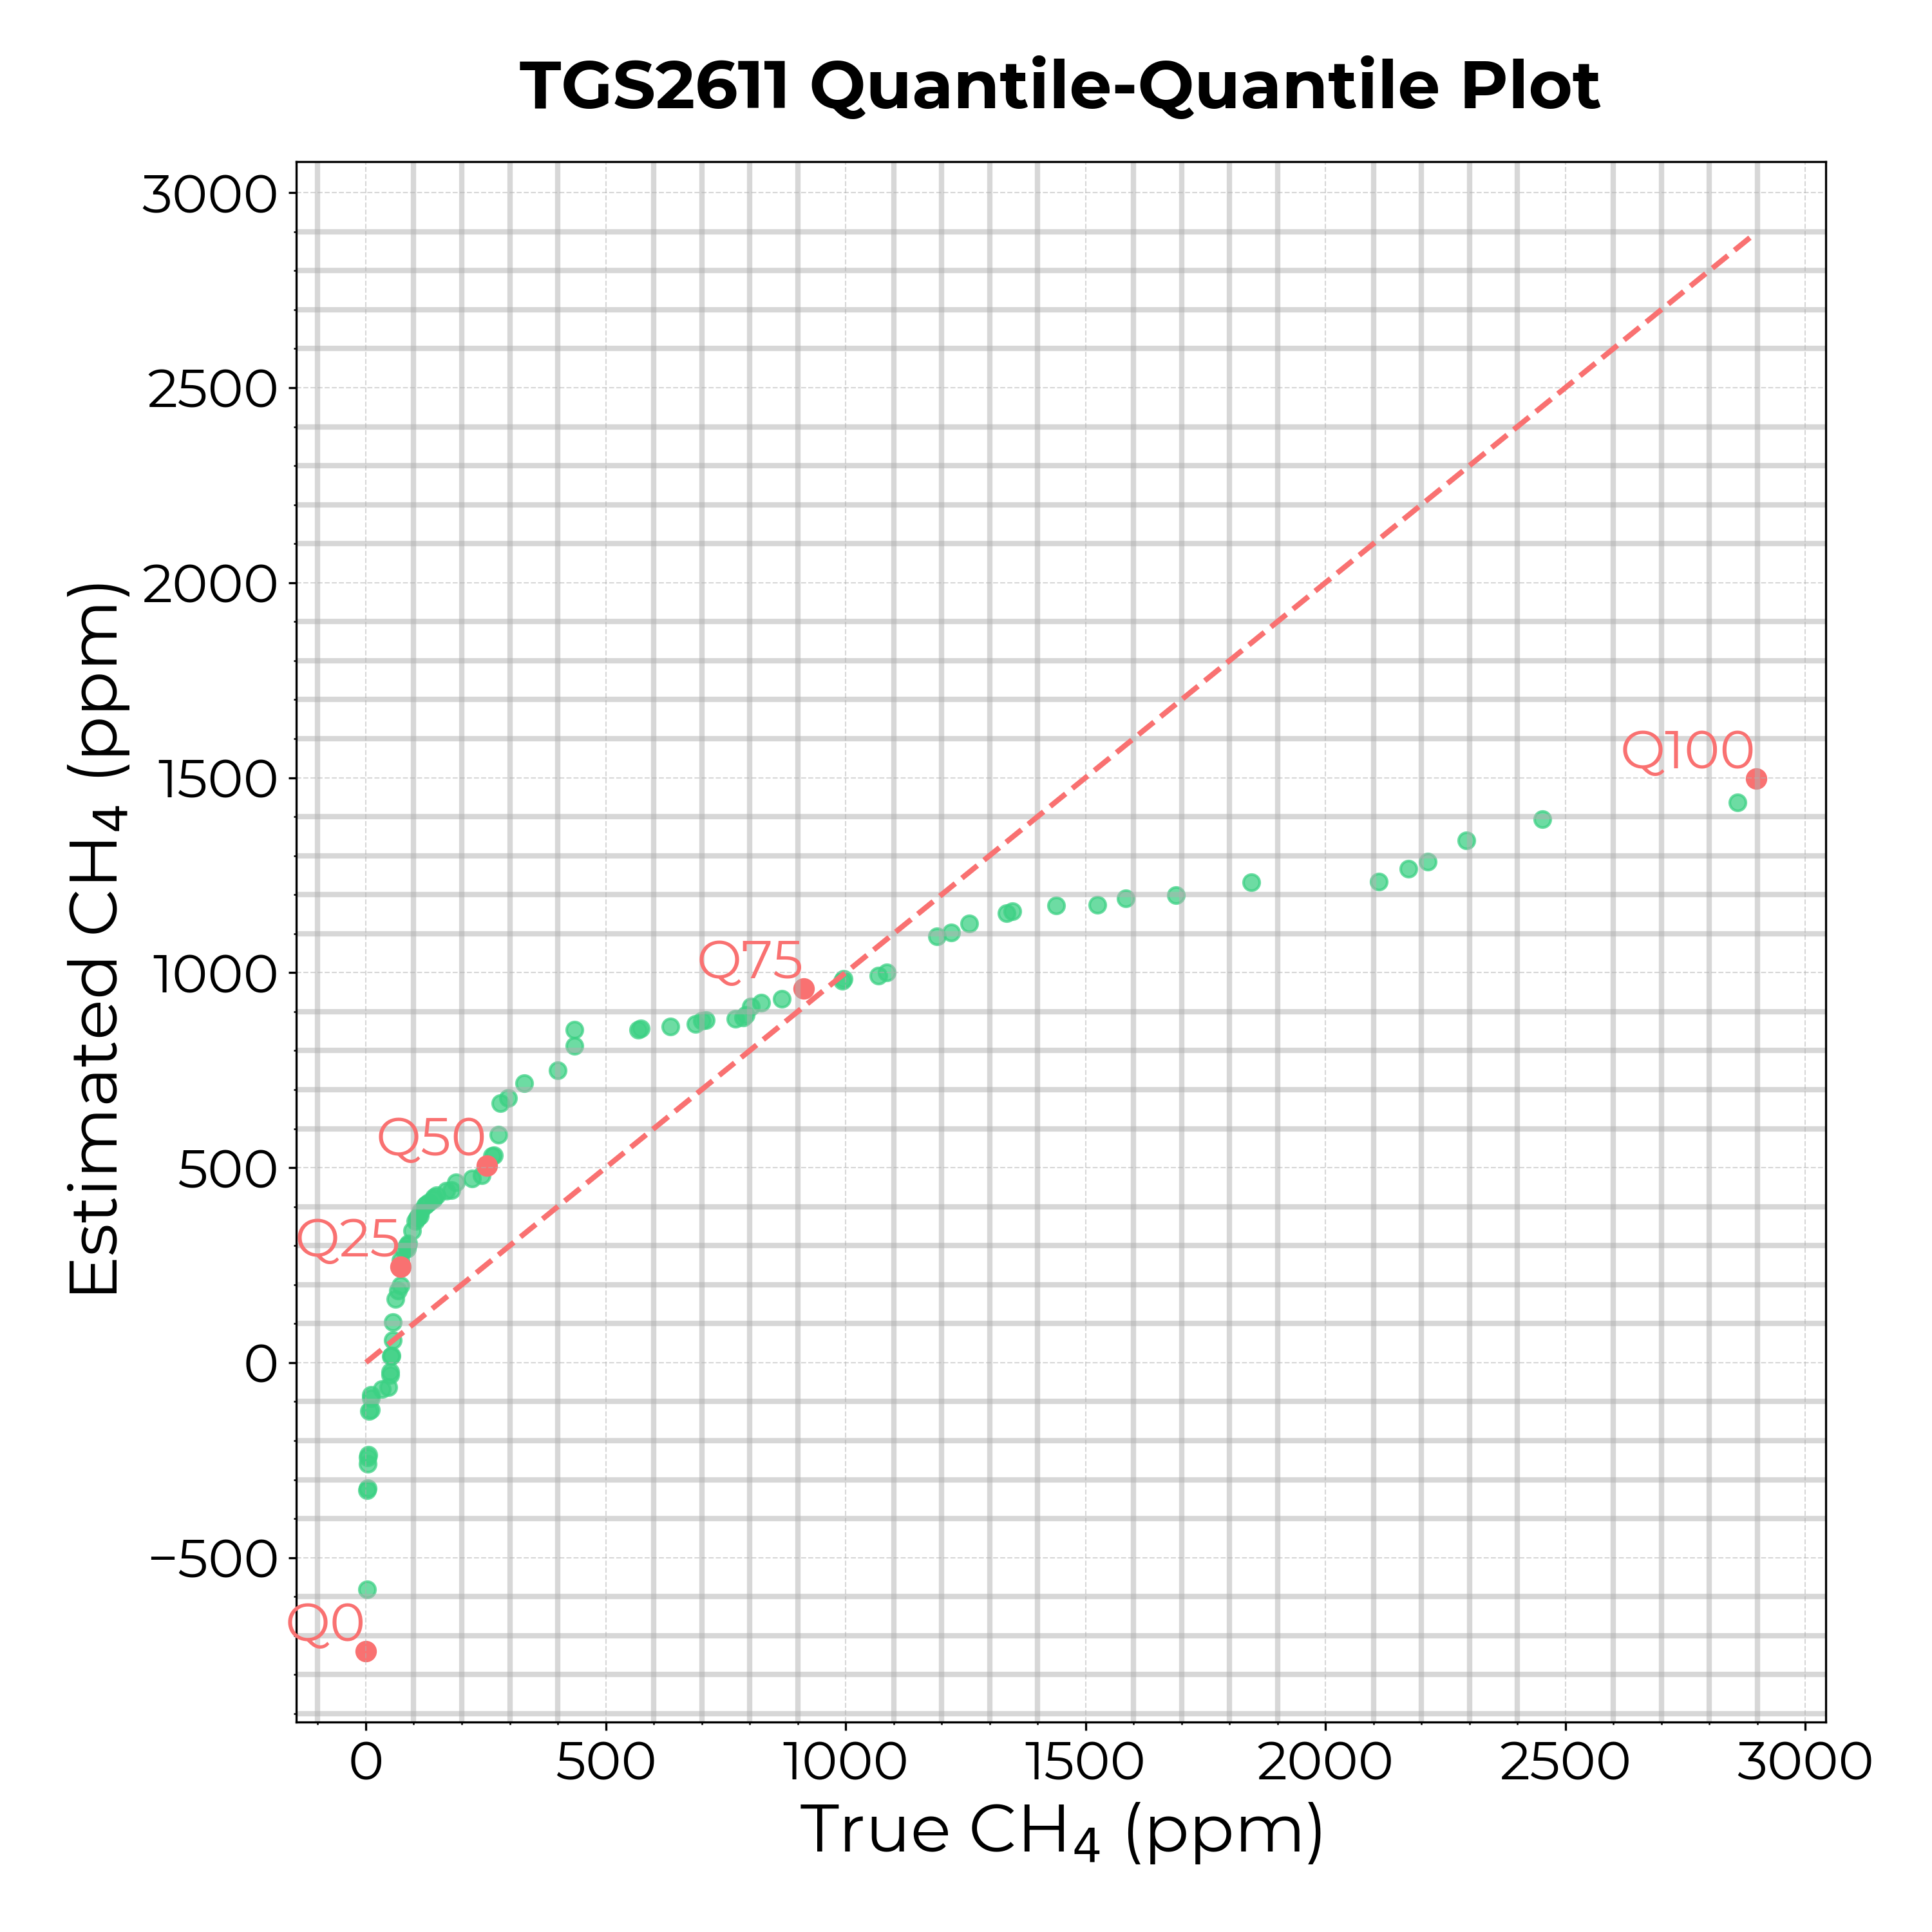 TGS2611 Quantile-Quantile Plot
3000
2500
2000
1500
1000
500
0
−500
Estimated CH₄ (ppm)
Q100
Q75
Q50
Q25
Q0
0 500 1000 1500 2000 2500 3000
True CH₄ (ppm)